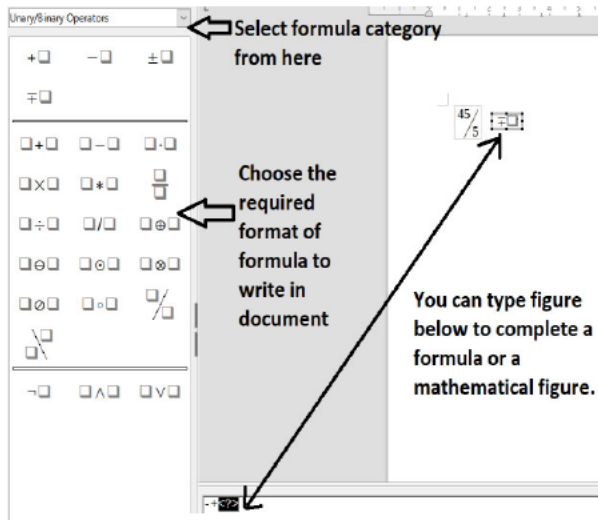 Unary/Binary Operators
Select formula category
from here
+□ −□ ±□
∓□
□+□ □−□ □·□
□×□ □∗□ □/□
□÷□ □/□ □⊕□
□⊖□ □⊙□ □⊗□
□⊘□ □∘□ □/□
□\□
¬□ □∧□ □∨□
Choose the
required
format of
formula to
write in
document
45/5 ∓□
You can type figure
below to complete a
formula or a
mathematical figure.
-+<?>